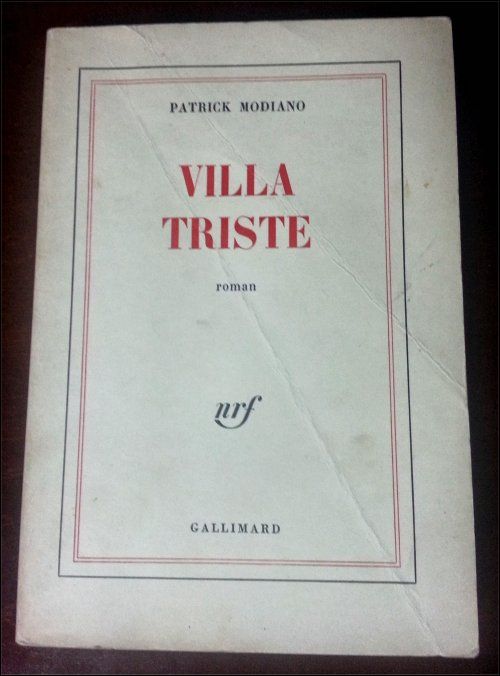 PATRICK MODIANO
VILLA
TRISTE
roman
nrf
GALLIMARD